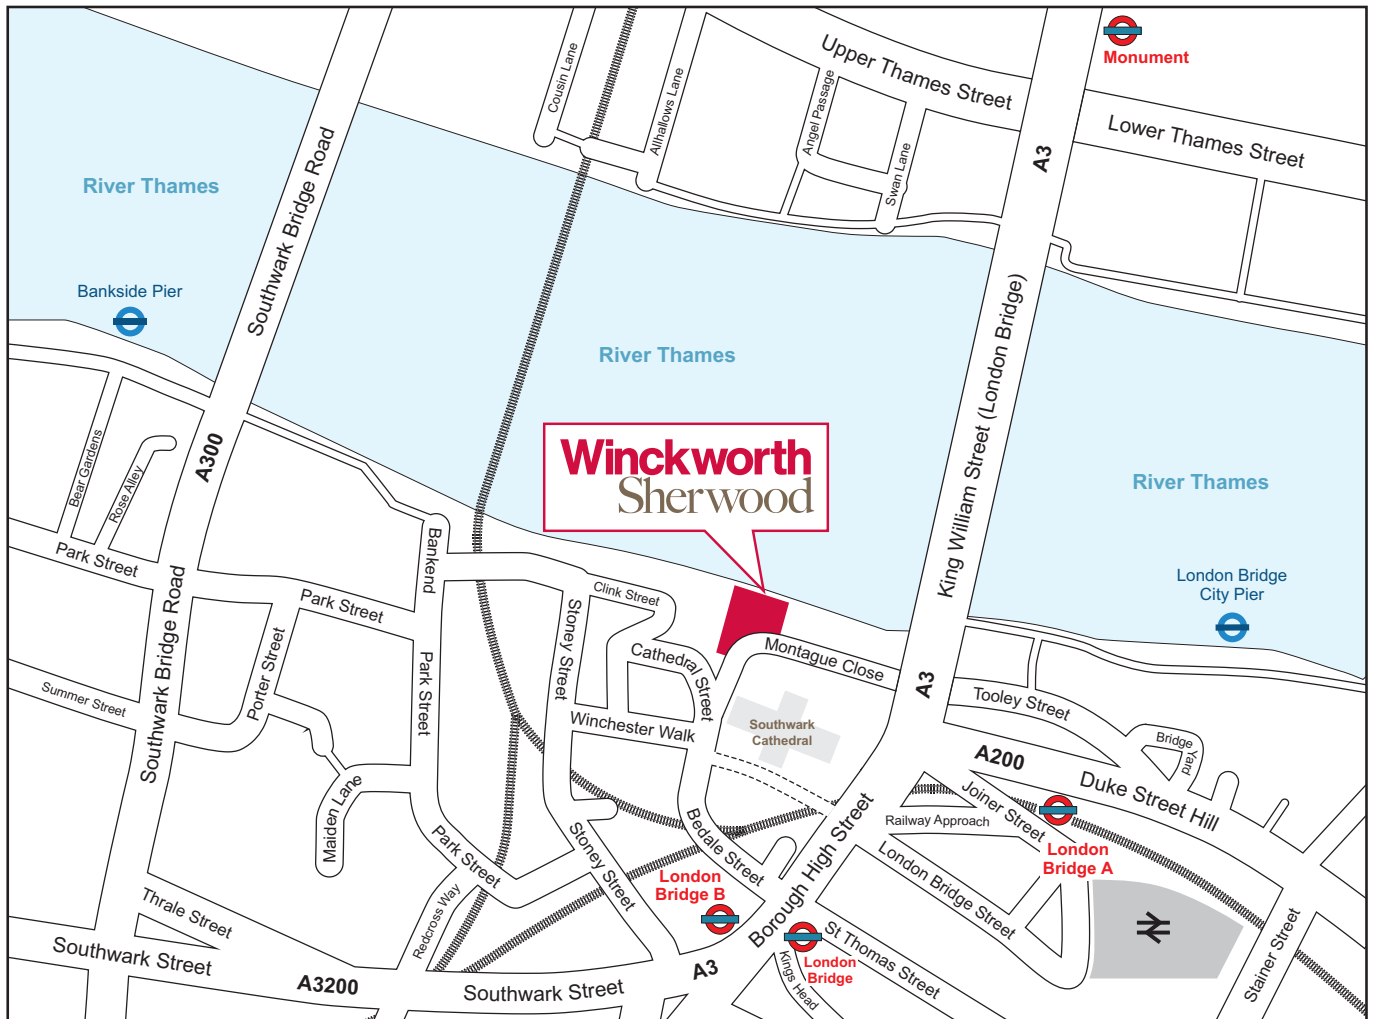 Monument
Cousin Lane
Allhallows Lane
Upper Thames Street
Angel Passage
Swan Lane
A3
Lower Thames Street
River Thames
Southwark Bridge Road
Bankside Pier
River Thames
King William Street (London Bridge)
A300
Bear Gardens
Rose Alley
Winckworth
Sherwood
River Thames
London Bridge
City Pier
Park Street
Bankend
Clink Street
Park Street
Stoney Street
Cathedral Street
Montague Close
Southwark Bridge Road
Porter Street
Park Street
Summer Street
A3
Tooley Street
Winchester Walk
Southwark
Cathedral
Bridge
Yard
A200
Duke Street Hill
Maiden Lane
Joiner Street
Railway Approach
London
Bridge A
Park Street
Stoney Street
Bedale Street
Borough High Street
London Bridge Street
London
Bridge B
Redcross Way
Thrale Street
Southwark Street
A3200
Southwark Street
A3
London
Bridge
Kings Head
St Thomas Street
Stainer Street